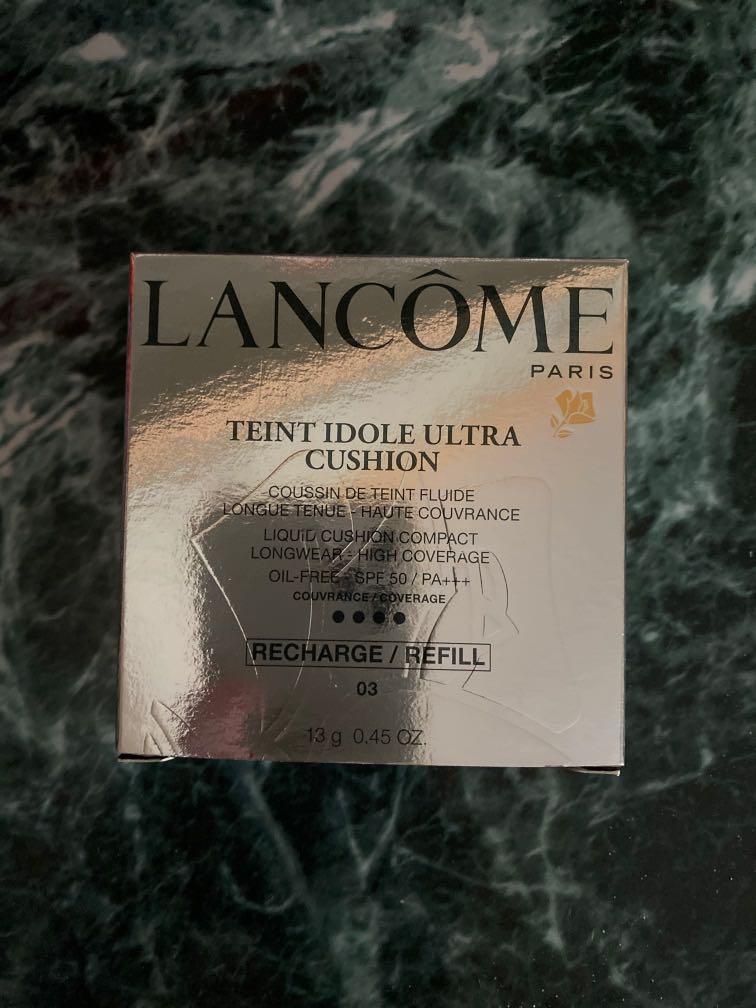 LANCÔME
PARIS
TEINT IDOLE ULTRA
CUSHION
COUSSIN DE TEINT FLUIDE
LONGUE TENUE - HAUTE COUVRANCE
LIQUID CUSHION COMPACT
LONGWEAR - HIGH COVERAGE
OIL-FREE - SPF 50 / PA+++
COUVRANCE / COVERAGE
RECHARGE / REFILL
03
13 g 0.45 OZ.